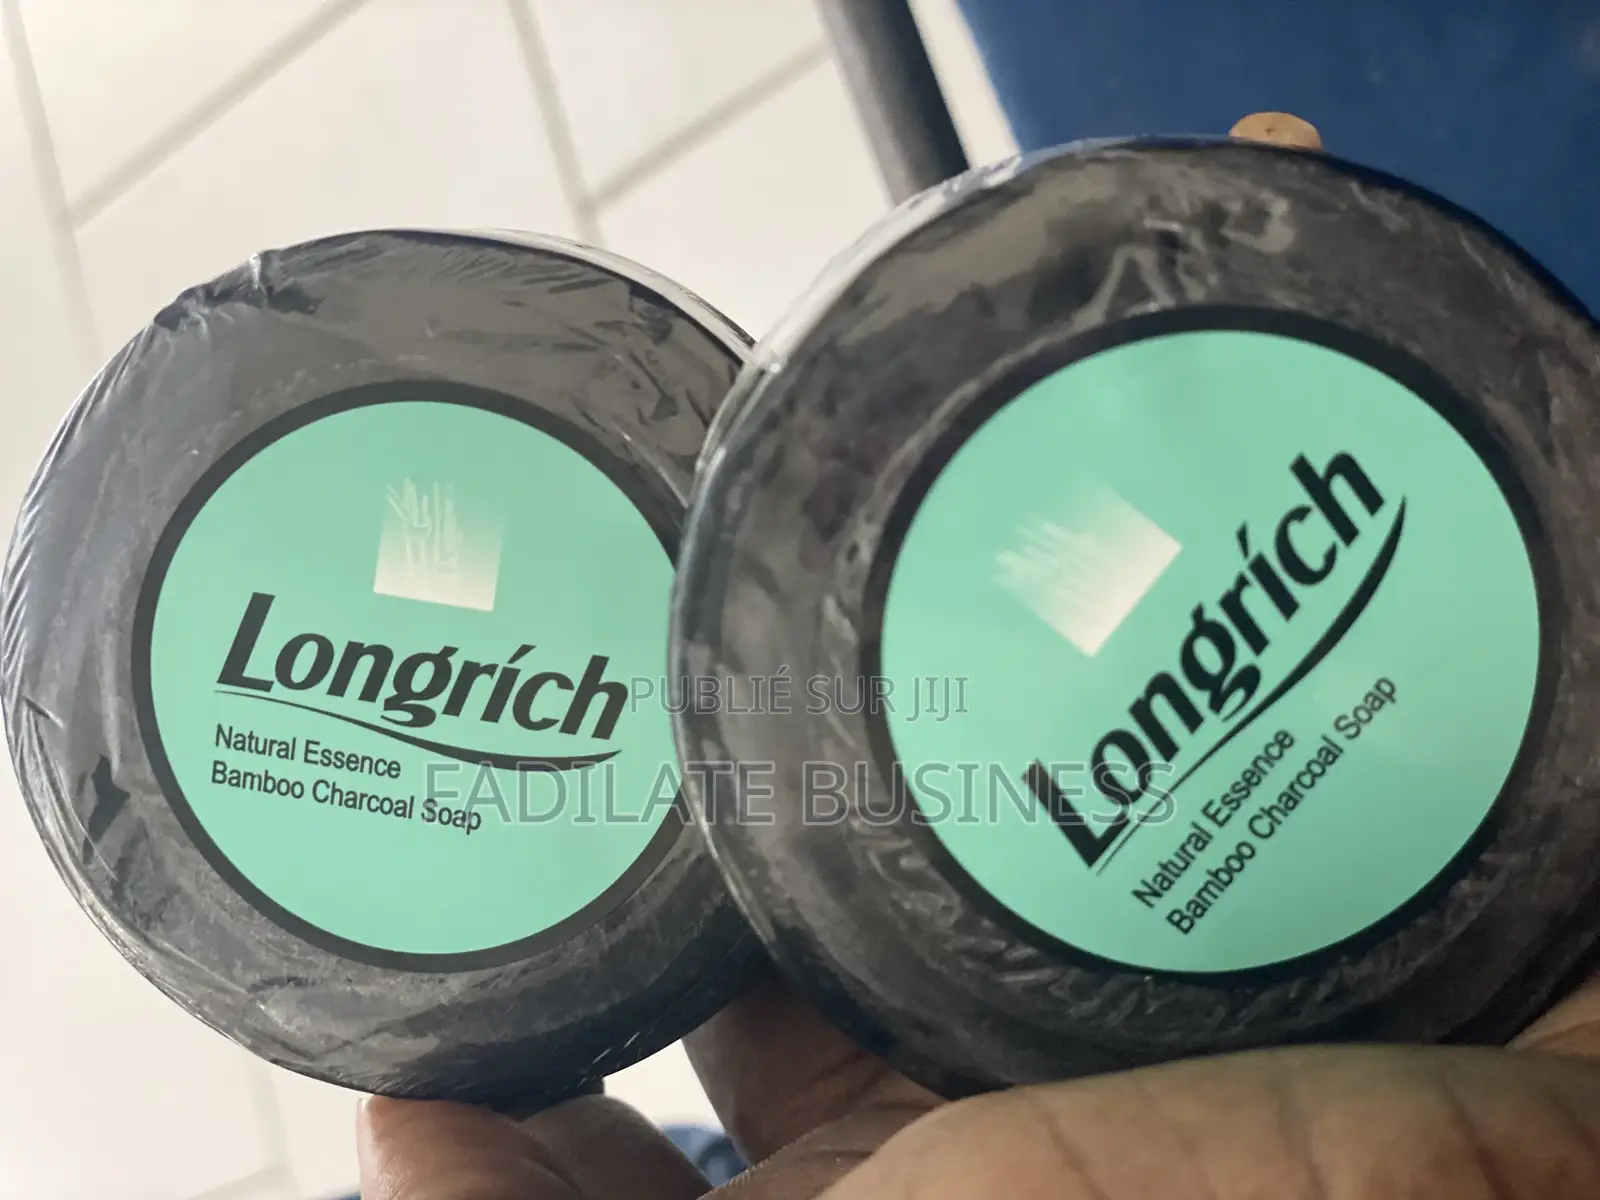 Longrích
Natural Essence
Bamboo Charcoal Soap
Longrích
Natural Essence
Bamboo Charcoal Soap
PUBLIÉ SUR JIJI
FADILATE BUSINESS